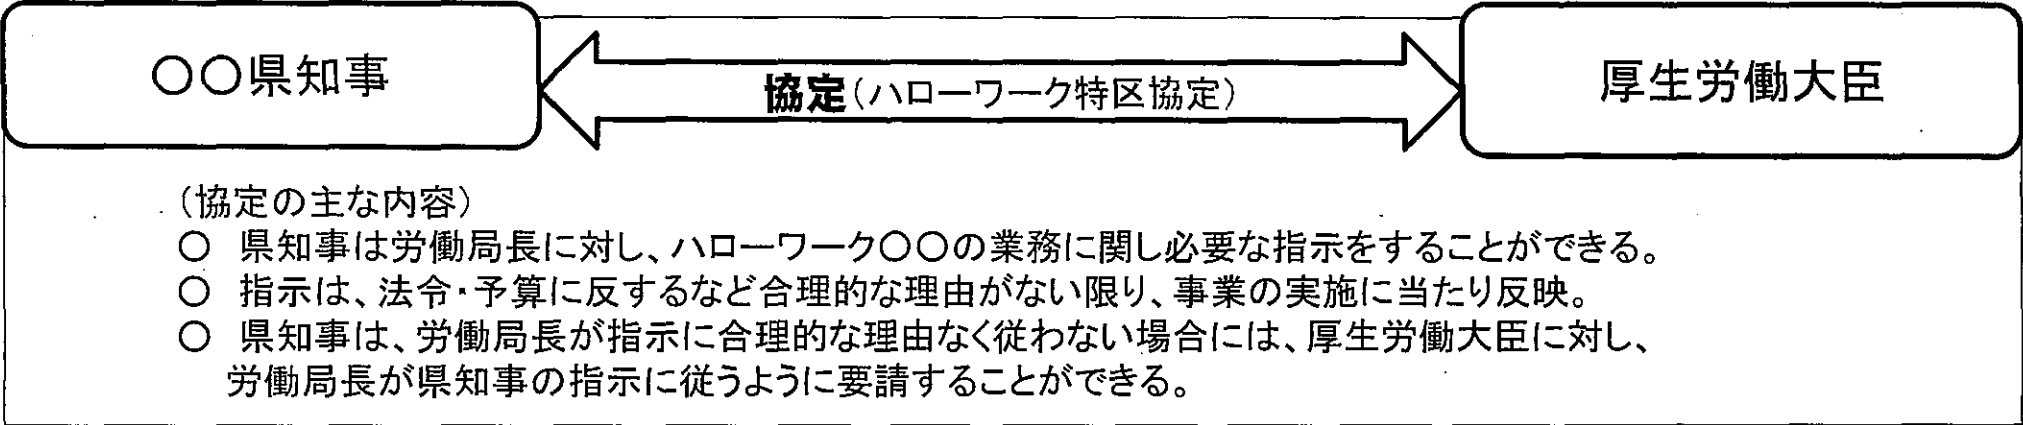 〇〇県知事
協定(ハローワーク特区協定)
厚生労働大臣
(協定の主な内容)
〇 県知事は労働局長に対し、ハローワーク〇〇の業務に関し必要な指示をすることができる。
〇 指示は、法令・予算に反するなど合理的な理由がない限り、事業の実施に当たり反映。
〇 県知事は、労働局長が指示に合理的な理由なく従わない場合には、厚生労働大臣に対し、
労働局長が県知事の指示に従うように要請することができる。